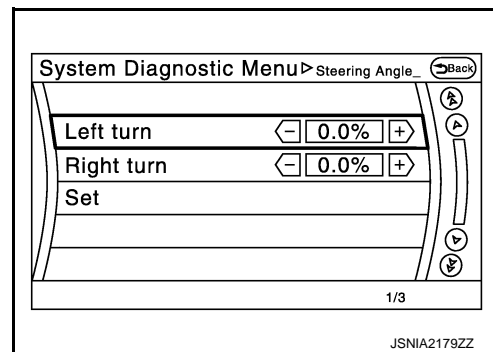 System Diagnostic Menu▷ Steering Angle_ Back
Left turn − 0.0% +
Right turn − 0.0% +
Set
1/3
JSNIA2179ZZ